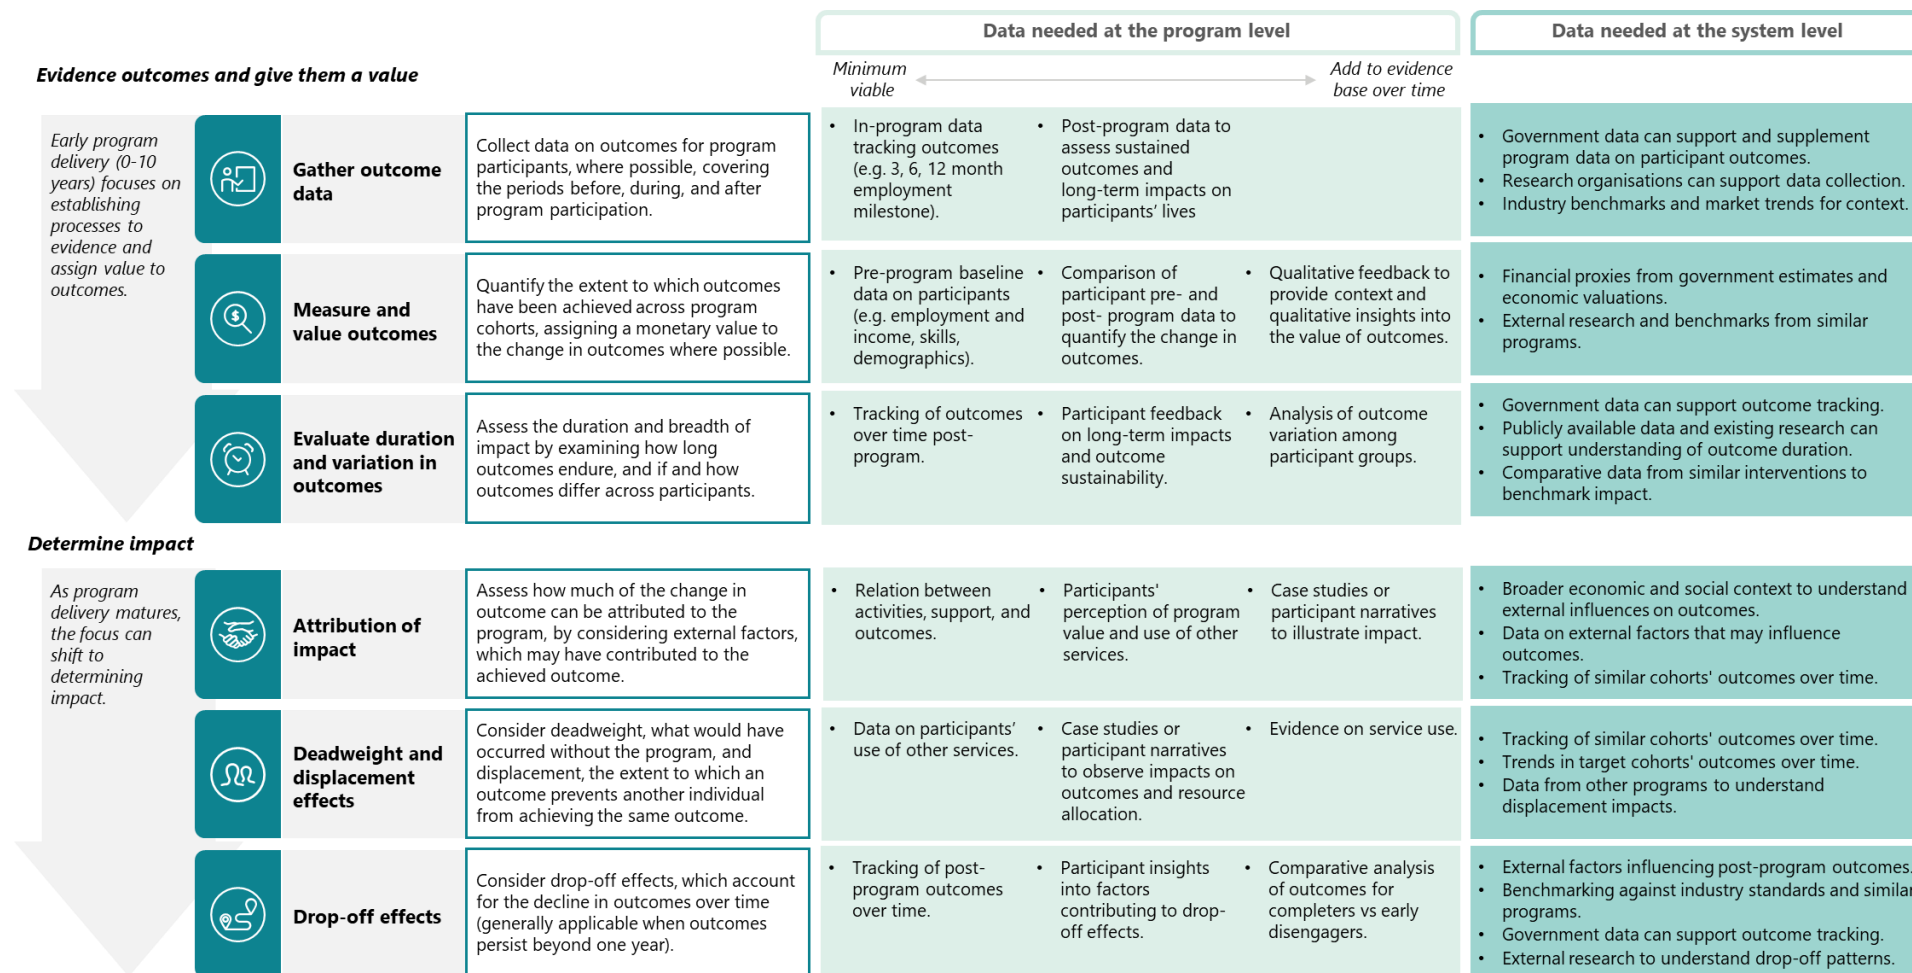 Data needed at the program level
Data needed at the system level
Evidence outcomes and give them a value
Minimum
viable
Add to evidence
base over time
Early program
delivery (0-10
years) focuses on
establishing
processes to
evidence and
assign value to
outcomes.
Gather outcome
data
Collect data on outcomes for program
participants, where possible, covering
the periods before, during, and after
program participation.
• In-program data
tracking outcomes
(e.g. 3, 6, 12 month
employment
milestone).
• Post-program data to
assess sustained
outcomes and
long-term impacts on
participants’ lives
• Government data can support and supplement
program data on participant outcomes.
• Research organisations can support data collection.
• Industry benchmarks and market trends for context.
Measure and
value outcomes
Quantify the extent to which outcomes
have been achieved across program
cohorts, assigning a monetary value to
the change in outcomes where possible.
• Pre-program baseline
data on participants
(e.g. employment and
income, skills,
demographics).
• Comparison of
participant pre- and
post- program data to
quantify the change in
outcomes.
• Qualitative feedback to
provide context and
qualitative insights into
the value of outcomes.
• Financial proxies from government estimates and
economic valuations.
• External research and benchmarks from similar
programs.
Evaluate duration
and variation in
outcomes
Assess the duration and breadth of
impact by examining how long
outcomes endure, and if and how
outcomes differ across participants.
• Tracking of outcomes
over time post-
program.
• Participant feedback
on long-term impacts
and outcome
sustainability.
• Analysis of outcome
variation among
participant groups.
• Government data can support outcome tracking.
• Publicly available data and existing research can
support understanding of outcome duration.
• Comparative data from similar interventions to
benchmark impact.
Determine impact
As program
delivery matures,
the focus can
shift to
determining
impact.
Attribution of
impact
Assess how much of the change in
outcome can be attributed to the
program, by considering external factors,
which may have contributed to the
achieved outcome.
• Relation between
activities, support, and
outcomes.
• Participants'
perception of program
value and use of other
services.
• Case studies or
participant narratives
to illustrate impact.
• Broader economic and social context to understand
external influences on outcomes.
• Data on external factors that may influence
outcomes.
• Tracking of similar cohorts' outcomes over time.
Deadweight and
displacement
effects
Consider deadweight, what would have
occurred without the program, and
displacement, the extent to which an
outcome prevents another individual
from achieving the same outcome.
• Data on participants’
use of other services.
• Case studies or
participant narratives
to observe impacts on
outcomes and resource
allocation.
• Evidence on service use.
• Tracking of similar cohorts' outcomes over time.
• Trends in target cohorts' outcomes over time.
• Data from other programs to understand
displacement impacts.
Drop-off effects
Consider drop-off effects, which account
for the decline in outcomes over time
(generally applicable when outcomes
persist beyond one year).
• Tracking of post-
program outcomes
over time.
• Participant insights
into factors
contributing to drop-
off effects.
• Comparative analysis
of outcomes for
completers vs early
disengagers.
• External factors influencing post-program outcomes.
• Benchmarking against industry standards and similar
programs.
• Government data can support outcome tracking.
• External research to understand drop-off patterns.